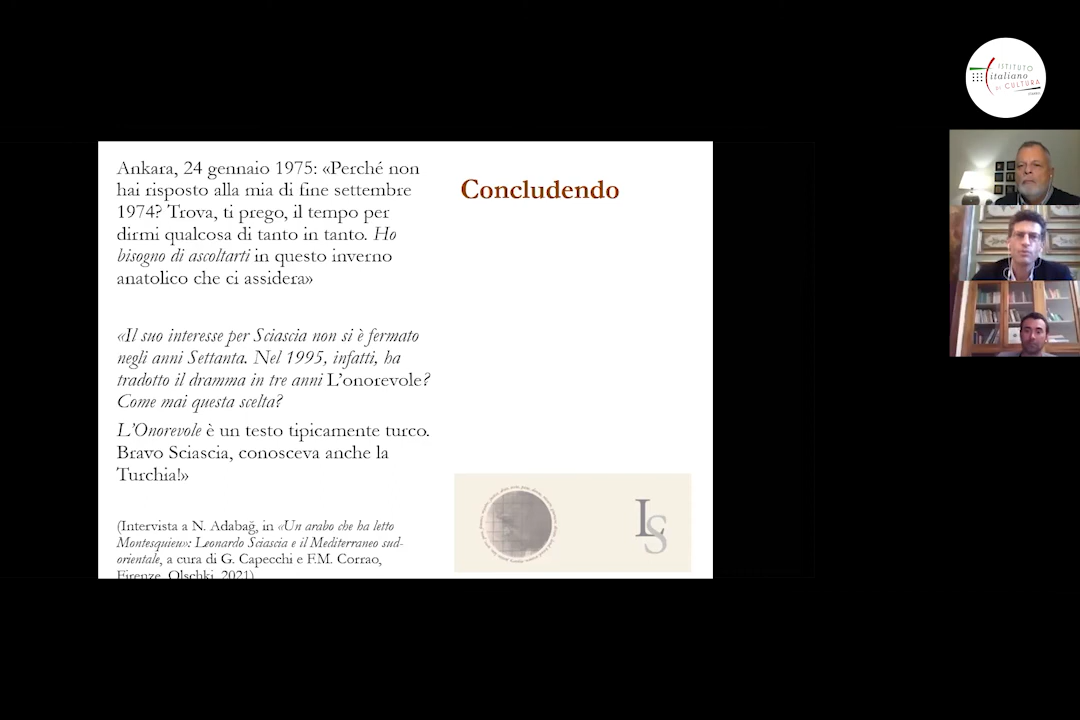 Ankara, 24 gennaio 1975: «Perché non
hai risposto alla mia di fine settembre
1974? Trova, ti prego, il tempo per
dirmi qualcosa di tanto in tanto. Ho
bisogno di ascoltarti in questo inverno
anatolico che ci assidera»
«Il suo interesse per Sciascia non si è fermato
negli anni Settanta. Nel 1995, infatti, ha
tradotto il dramma in tre anni L'onorevole?
Come mai questa scelta?
L'Onorevole è un testo tipicamente turco.
Bravo Sciascia, conosceva anche la
Turchia!»
(Intervista a N. Adabağ, in «Un arabo che ha letto
Montesquieu»: Leonardo Sciascia e il Mediterraneo sud-
orientale, a cura di G. Capecchi e F.M. Corrao,
Firenze, Olschki, 2021)
Concludendo
LS
ISTITUTO
italiano
DI CULTURA